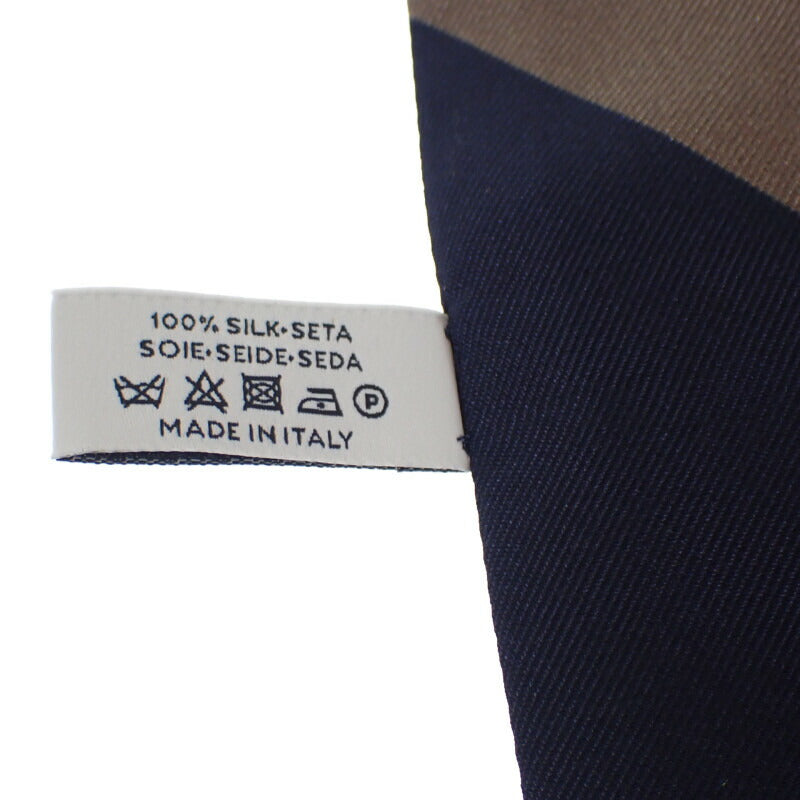 100% SILK•SETA
SOIE•SEIDE•SEDA
P
MADE IN ITALY